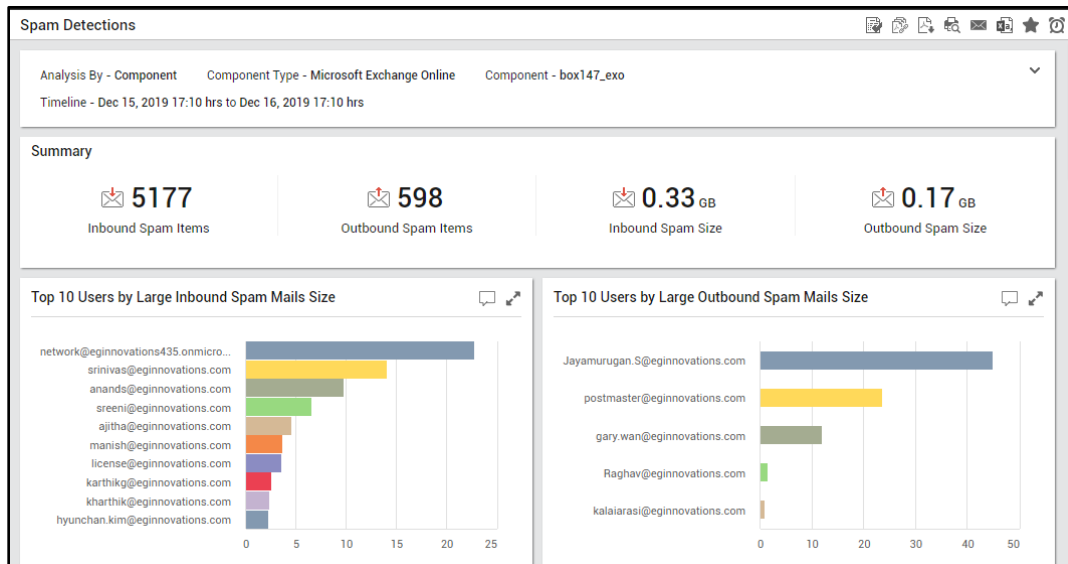 Spam Detections
Analysis By - Component Component Type - Microsoft Exchange Online Component - box147_exo
Timeline - Dec 15, 2019 17:10 hrs to Dec 16, 2019 17:10 hrs
Summary
5177
Inbound Spam Items
598
Outbound Spam Items
0.33 GB
Inbound Spam Size
0.17 GB
Outbound Spam Size
Top 10 Users by Large Inbound Spam Mails Size
network@eginnovations435.onmicro...
srinivas@eginnovations.com
anands@eginnovations.com
sreeni@eginnovations.com
ajitha@eginnovations.com
manish@eginnovations.com
license@eginnovations.com
karthikg@eginnovations.com
kharthik@eginnovations.com
hyunchan.kim@eginnovations.com
0 5 10 15 20 25
Top 10 Users by Large Outbound Spam Mails Size
Jayamurugan.S@eginnovations.com
postmaster@eginnovations.com
gary.wan@eginnovations.com
Raghav@eginnovations.com
kalaiarasi@eginnovations.com
0 10 20 30 40 50